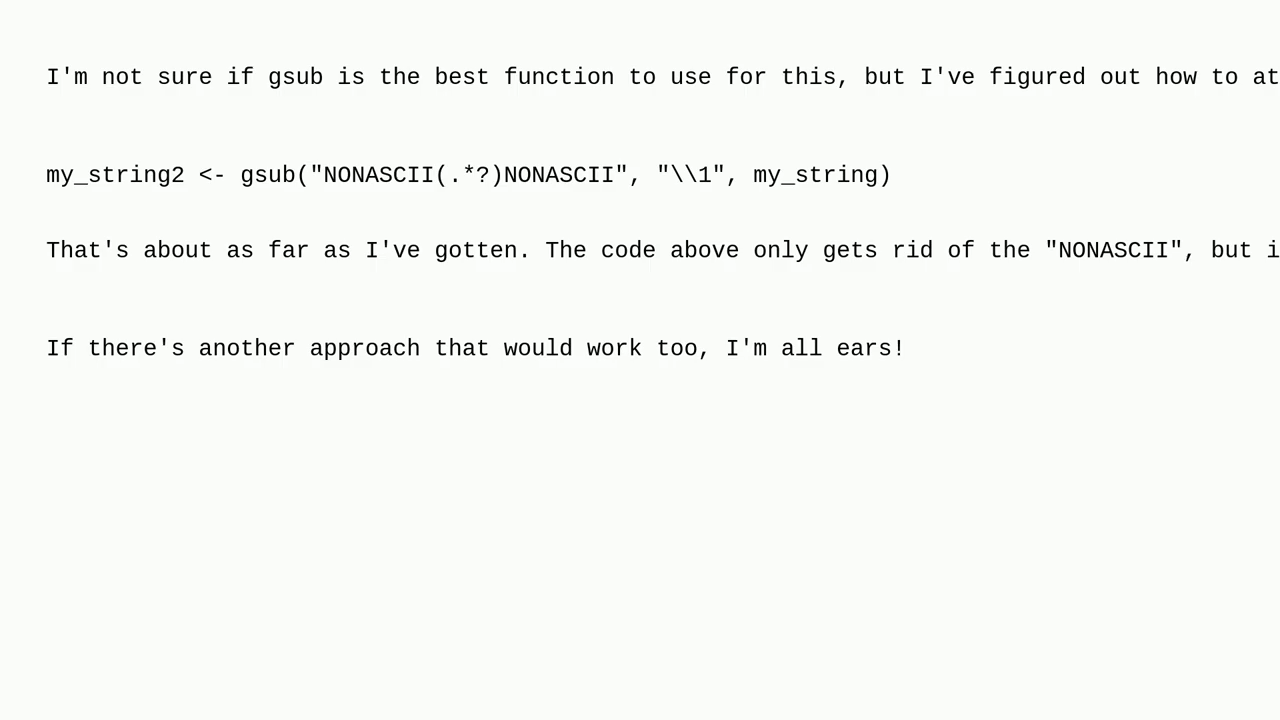 I'm not sure if gsub is the best function to use for this, but I've figured out how to at
my_string2 <- gsub("NONASCII(.*?)NONASCII", "\\1", my_string)
That's about as far as I've gotten. The code above only gets rid of the "NONASCII", but i
If there's another approach that would work too, I'm all ears!